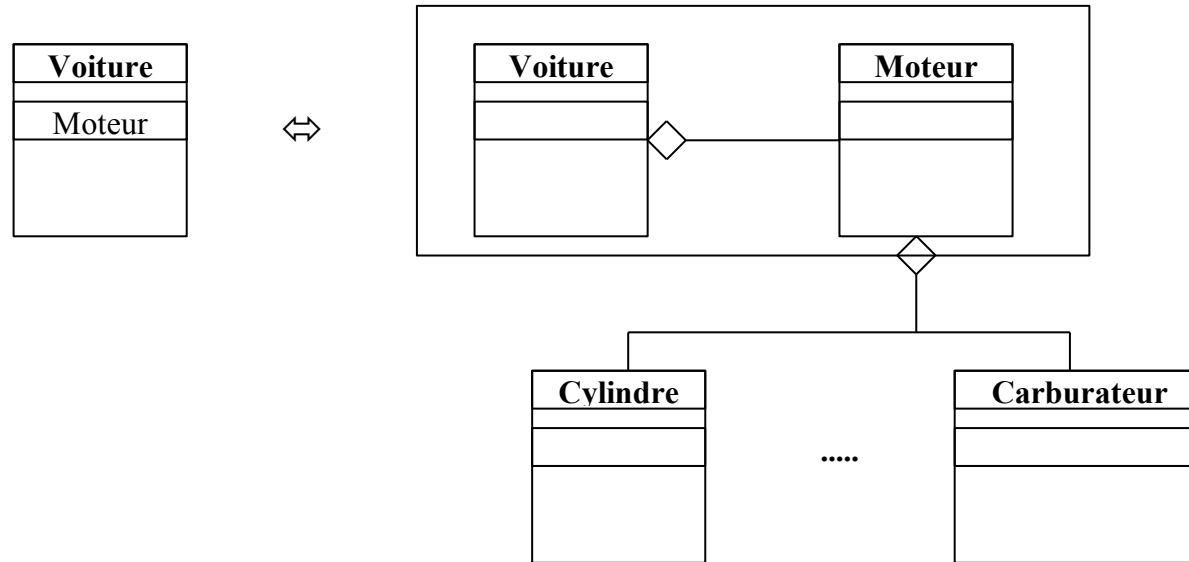 Voiture
Moteur
⇔
Voiture
Moteur
Cylindre
.....
Carburateur